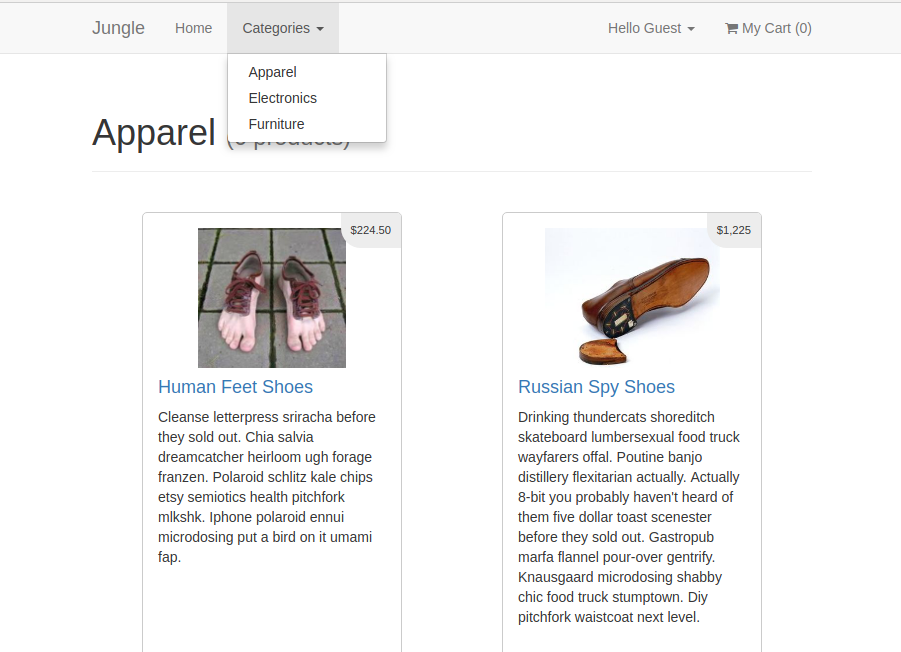 Jungle Home Categories Hello Guest My Cart (0)
Apparel
Electronics
Furniture
Apparel products)
$224.50
Human Feet Shoes
Cleanse letterpress sriracha before
they sold out. Chia salvia
dreamcatcher heirloom ugh forage
franzen. Polaroid schlitz kale chips
etsy semiotics health pitchfork
mlkshk. Iphone polaroid ennui
microdosing put a bird on it umami
fap.
$1,225
Russian Spy Shoes
Drinking thundercats shoreditch
skateboard lumbersexual food truck
wayfarers offal. Poutine banjo
distillery flexitarian actually. Actually
8-bit you probably haven't heard of
them five dollar toast scenester
before they sold out. Gastropub
marfa flannel pour-over gentrify.
Knausgaard microdosing shabby
chic food truck stumptown. Diy
pitchfork waistcoat next level.